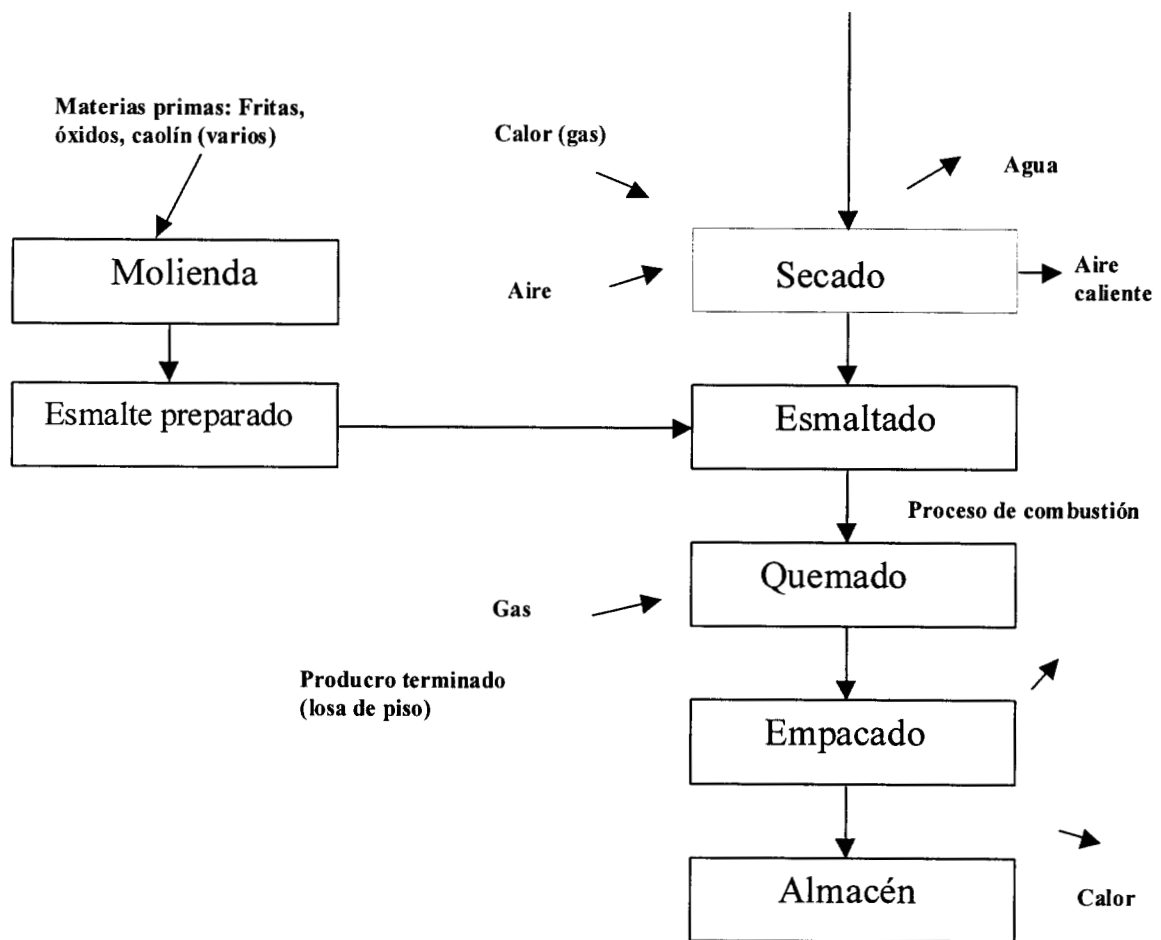 Materias primas: Fritas,
óxidos, caolín (varios)
Calor (gas)
Agua
Molienda
Aire
Secado
Aire
caliente
Esmalte preparado
Esmaltado
Proceso de combustión
Quemado
Gas
Producro terminado
(losa de piso)
Empacado
Almacén
Calor